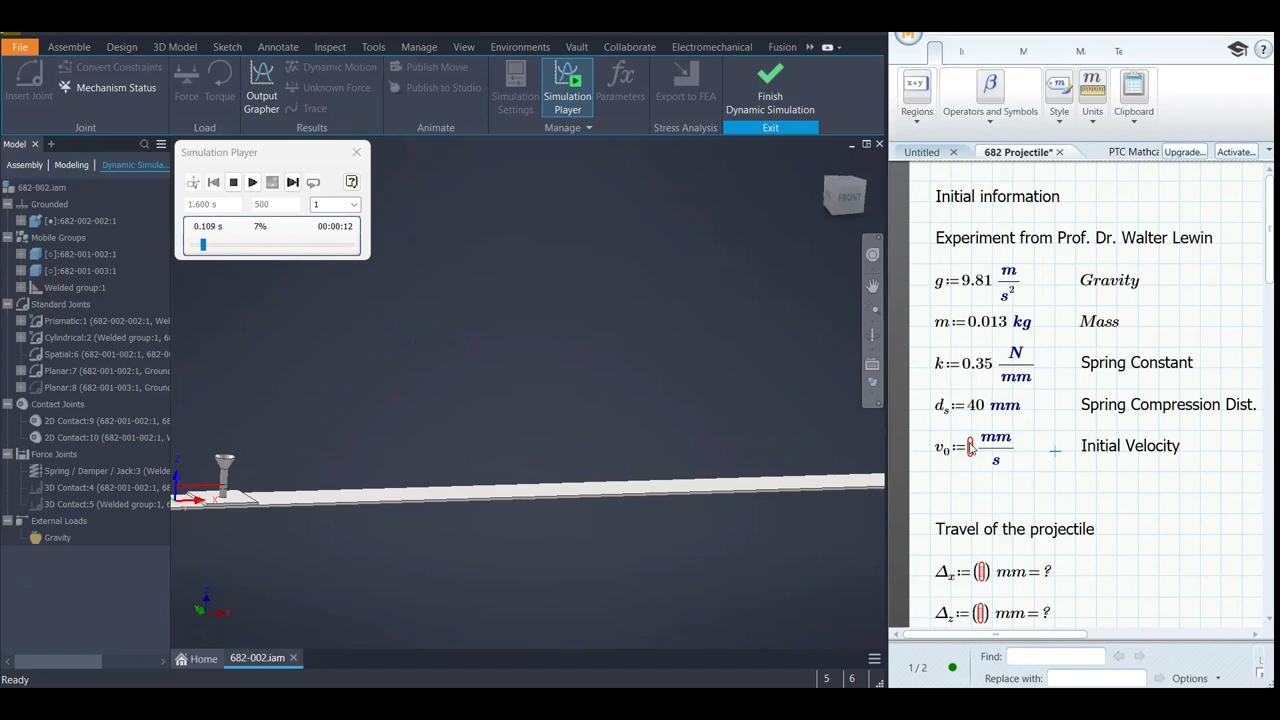 File Assembly Design 3D Model Sketch Annotate Inspect Tools Manage View Environments Vault Collaborate Electromechanical Fusion
Insert Joint
Convert Constraints
Mechanism Status
Joint
Force Torque
Load
Output Grapher
Dynamic Motion
Unknown Force
Trace
Results
Publish Movie
Publish to Studio
Animate
Simulation Settings
Simulation Player
Parameters
Manage
Export to FEA
Stress Analysis
Finish Dynamic Simulation
Exit
Model
Assembly Modeling Dynamic Simula...
682-002.iam
Grounded
[●]:682-002-002:1
Mobile Groups
[○]:682-001-002:1
[○]:682-001-003:1
Welded group:1
Standard Joints
Prismatic:1 (682-002-002:1, Wel
Cylindrical:2 (Welded group:1,
Spatial:6 (682-001-002:1, 682-
Planar:7 (682-001-002:1, Groun
Planar:8 (682-001-003:1, Groun
Contact Joints
2D Contact:9 (682-001-002:1
2D Contact:10 (682-001-002:
Force Joints
Spring / Damper / Jack:3 (Welde
3D Contact:4 (682-001-002:1
3D Contact:5 (Welded group:1, 6
External Loads
Gravity
Simulation Player
1.600 s 500 1
0.109 s 7% 00:00:12
FRONT
Z
X
Home 682-002.iam
Ready
5 6
x+y β m
Regions Operators and Symbols Style Units Clipboard
Untitled 682 Projectile* PTC Mathca Upgrade... Activate...
Initial information
Experiment from Prof. Dr. Walter Lewin
g:=9.81 m/s² Gravity
m:=0.013 kg Mass
k:=0.35 N/mm Spring Constant
dₛ:=40 mm Spring Compression Dist.
v₀:= mm/s Initial Velocity
Travel of the projectile
Δₓ:=() mm=?
Δz:=() mm=?
1 / 2
Find:
Replace with:
Options